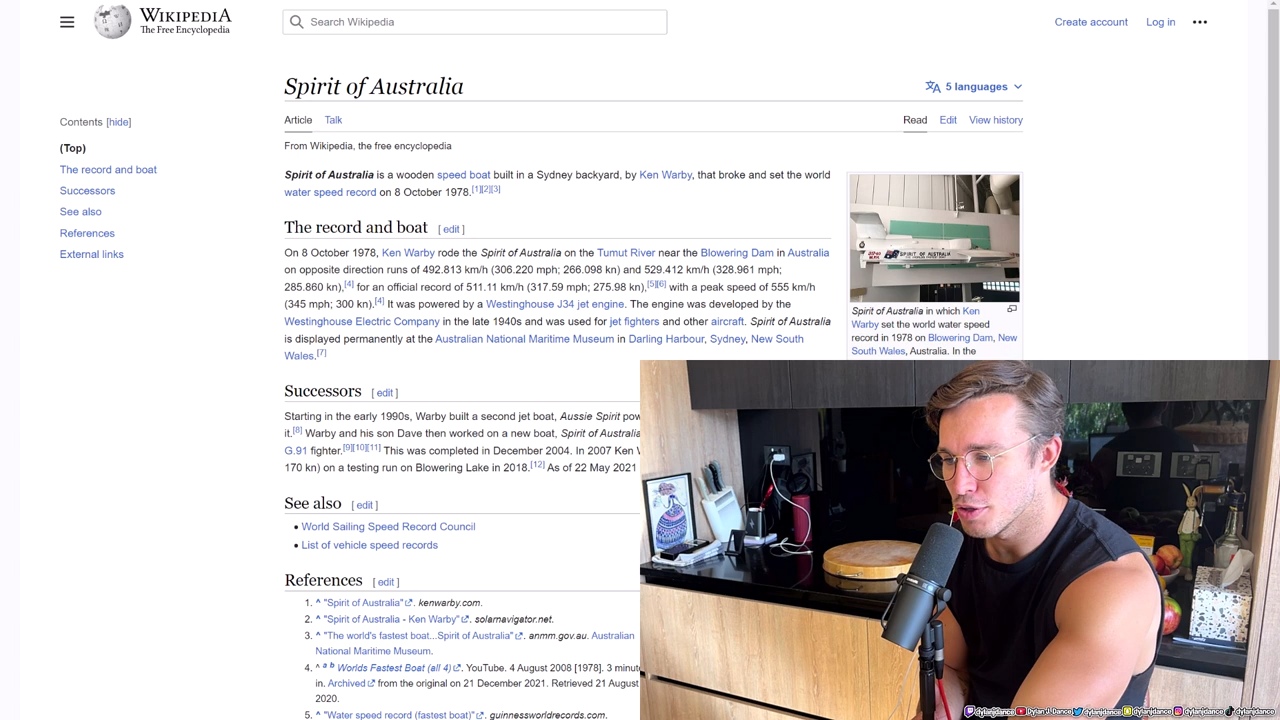 WIKIPEDIA
The Free Encyclopedia
Search Wikipedia
Create account
Log in
Spirit of Australia
5 languages
Article
Talk
Read
Edit
View history
From Wikipedia, the free encyclopedia
Contents [hide]
(Top)
The record and boat
Successors
See also
References
External links
Spirit of Australia is a wooden speed boat built in a Sydney backyard, by Ken Warby, that broke and set the world
water speed record on 8 October 1978.[1][2][3]
The record and boat [ edit ]
On 8 October 1978, Ken Warby rode the Spirit of Australia on the Tumut River near the Blowering Dam in Australia
on opposite direction runs of 492.813 km/h (306.220 mph; 266.098 kn) and 529.412 km/h (328.961 mph;
285.860 kn),[4] for an official record of 511.11 km/h (317.59 mph; 275.98 kn),[5][6] with a peak speed of 555 km/h
(345 mph; 300 kn).[4] It was powered by a Westinghouse J34 jet engine. The engine was developed by the
Westinghouse Electric Company in the late 1940s and was used for jet fighters and other aircraft. Spirit of Australia
is displayed permanently at the Australian National Maritime Museum in Darling Harbour, Sydney, New South
Wales.[7]
SPIRIT OF AUSTRALIA
Spirit of Australia in which Ken
Warby set the world water speed
record in 1978 on Blowering Dam, New
South Wales, Australia. In the
Successors [ edit ]
Starting in the early 1990s, Warby built a second jet boat, Aussie Spirit pow
it.[8] Warby and his son Dave then worked on a new boat, Spirit of Australia
G.91 fighter.[9][10][11] This was completed in December 2004. In 2007 Ken W
170 kn) on a testing run on Blowering Lake in 2018.[12] As of 22 May 2021
See also [ edit ]
• World Sailing Speed Record Council
• List of vehicle speed records
References [ edit ]
1. ^ "Spirit of Australia". kenwarby.com.
2. ^ "Spirit of Australia - Ken Warby". solarnavigator.net.
3. ^ "The world's fastest boat...Spirit of Australia". anmm.gov.au. Australian
National Maritime Museum.
4. ^ a b Worlds Fastest Boat (all 4). YouTube. 4 August 2008 [1978]. 3 minute
in. Archived from the original on 21 December 2021. Retrieved 21 August
2020.
5. ^ "Water speed record (fastest boat)". guinnessworldrecords.com.
dylanjdance Dylan J. Dance dylanjdance dylanjdance dylanjdance dylanjdance